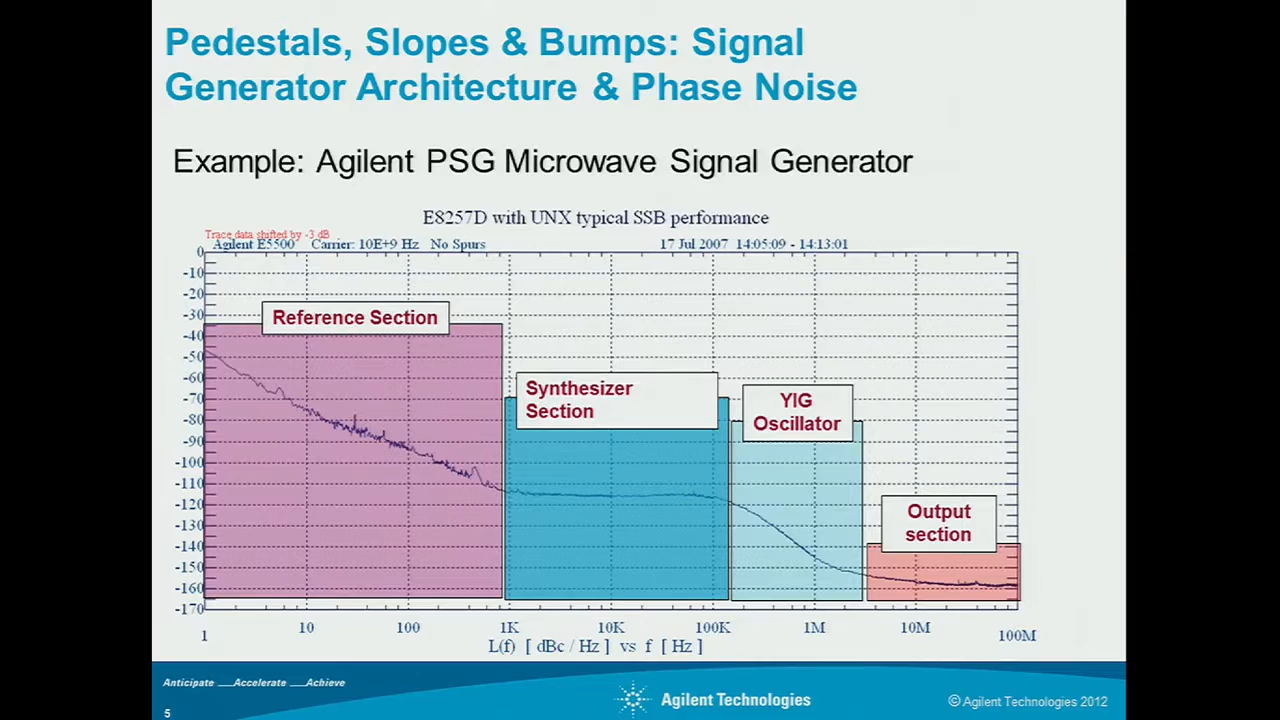 Pedestals, Slopes & Bumps: Signal
Generator Architecture & Phase Noise
Example: Agilent PSG Microwave Signal Generator
E8257D with UNX typical SSB performance
Trace data shifted by -3 dB
Agilent E5500 Carrier: 10E+9 Hz No Spurs 17 Jul 2007 14:05:09 - 14:13:01
0
-10
-20
-30
-40
-50
-60
-70
-80
-90
-100
-110
-120
-130
-140
-150
-160
-170
Reference Section
Synthesizer
Section
YIG
Oscillator
Output
section
1 10 100 1K 10K 100K 1M 10M 100M
L(f) [ dBc / Hz ] vs f [ Hz ]
Anticipate __Accelerate __Achieve
Agilent Technologies
© Agilent Technologies 2012
5